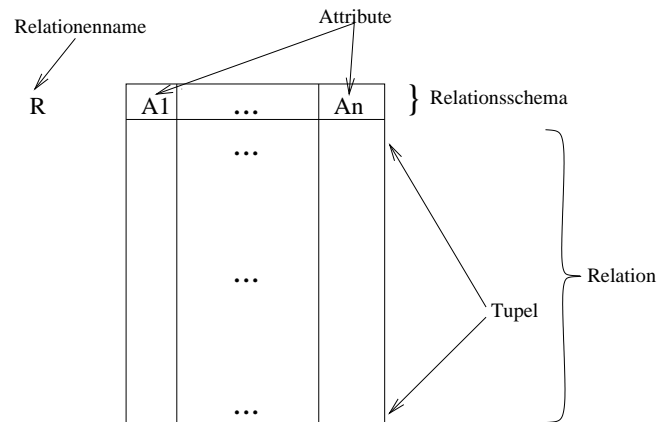 Attribute
Relationenname
R
A1 ... An
} Relationsschema
...
...
Relation
Tupel
...